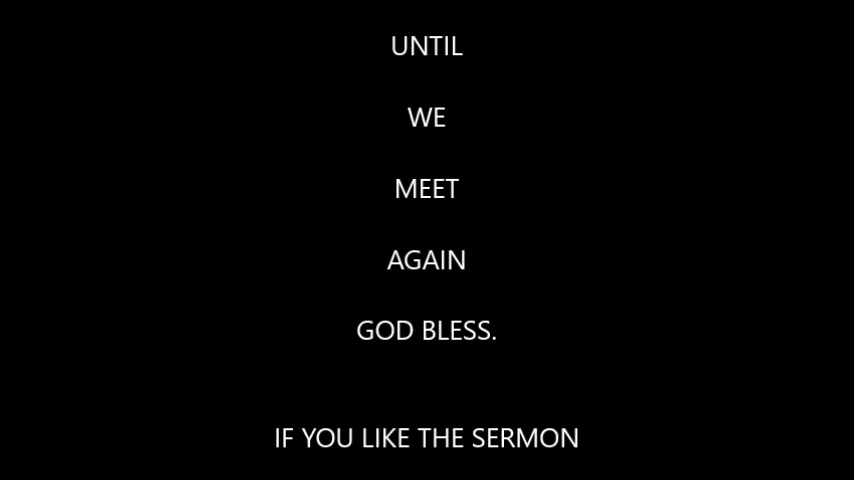 UNTIL
WE
MEET
AGAIN
GOD BLESS.
IF YOU LIKE THE SERMON